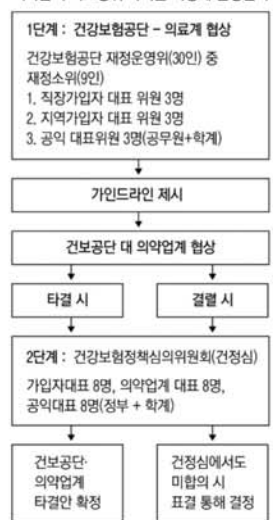 1단계 : 건강보험공단 – 의료계 협상
건강보험공단 재정운영위(30인) 중
재정소위(9인)
1. 직장가입자 대표 위원 3명
2. 지역가입자 대표 위원 3명
3. 공익 대표위원 3명(공무원+학계)
가인드라인 제시
건보공단 대 의약업계 협상
타결 시
결렬 시
2단계 : 건강보험정책심의위원회(건정심)
가입자대표 8명, 의약업계 대표 8명,
공익대표 8명(정부 + 학계)
건보공단·
의약업계
타결안 확정
건정심에서도
미합의 시
표결 통해 결정